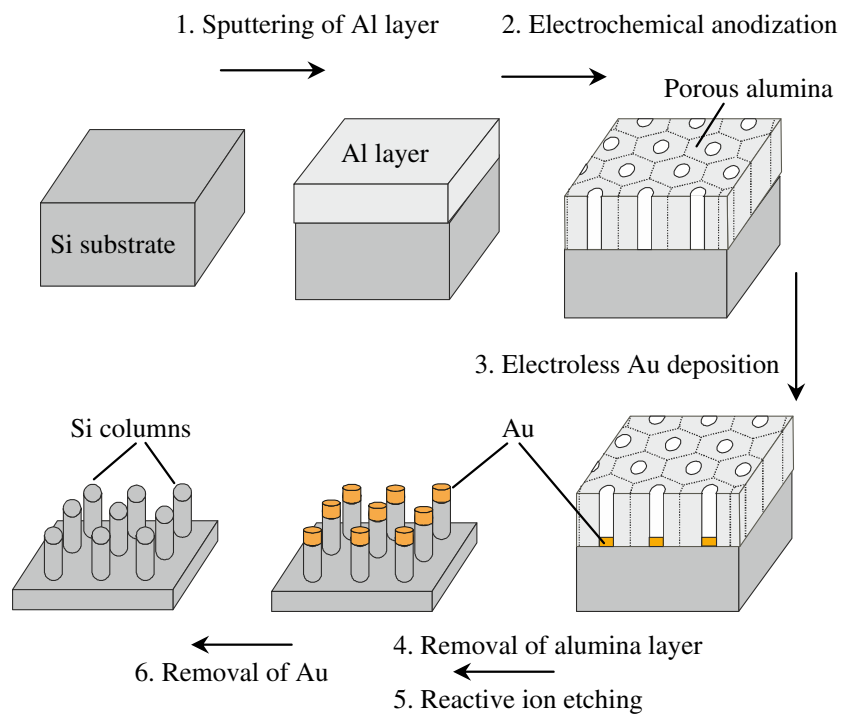 1. Sputtering of Al layer
2. Electrochemical anodization
Porous alumina
Al layer
Si substrate
3. Electroless Au deposition
Si columns
Au
4. Removal of alumina layer
5. Reactive ion etching
6. Removal of Au